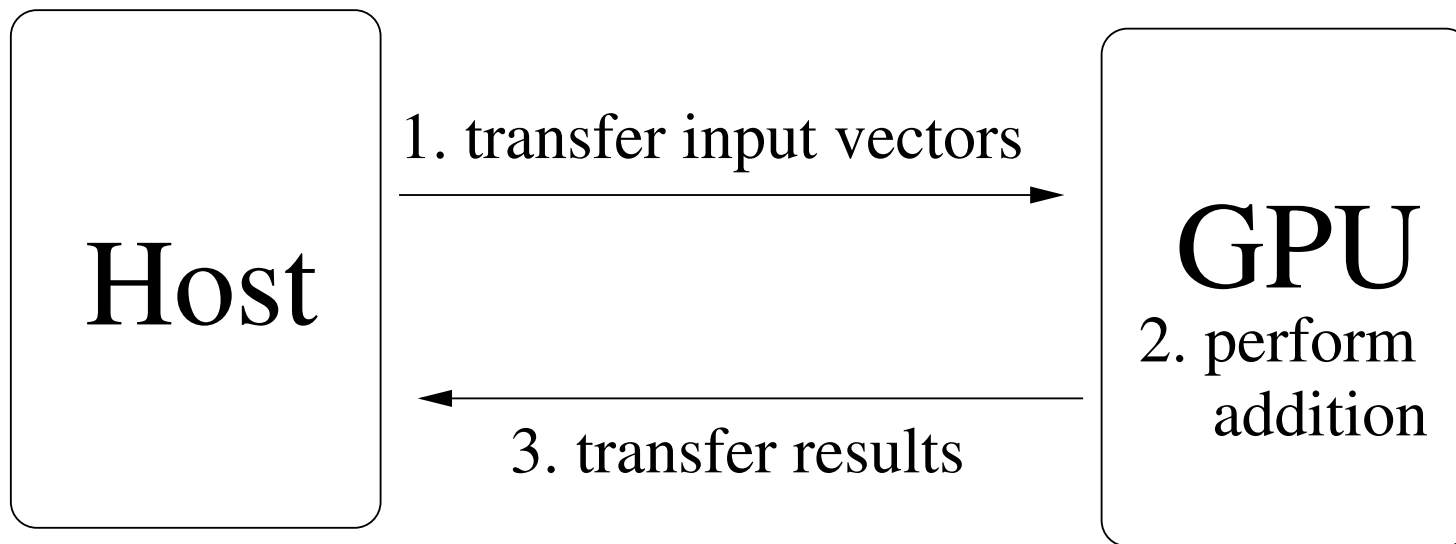 Host
1. transfer input vectors
GPU
2. perform
addition
3. transfer results